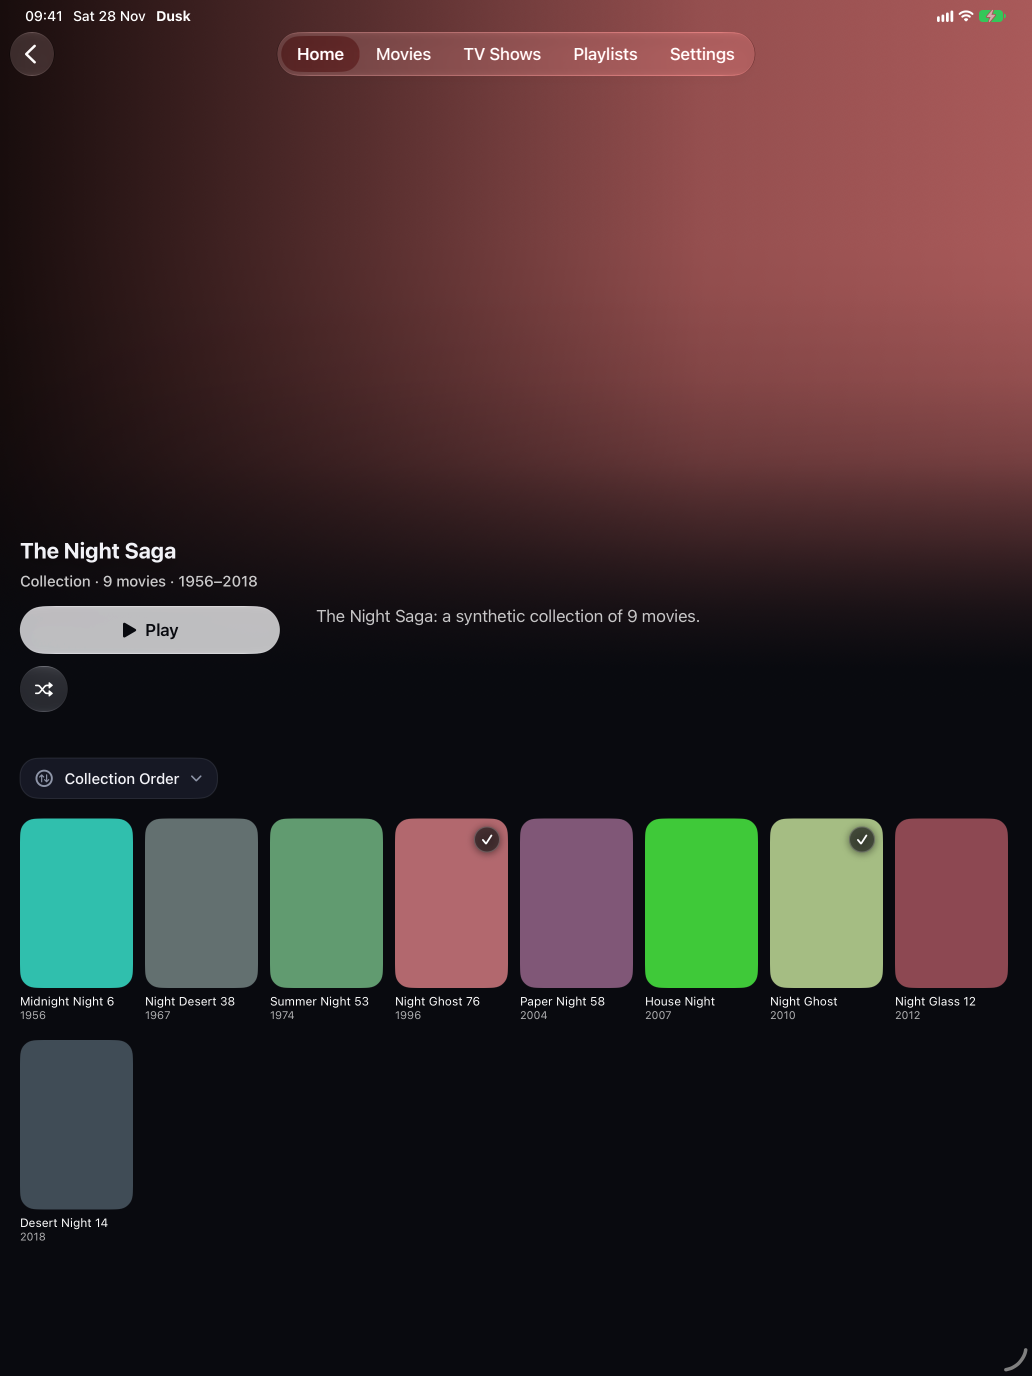 09:41 Sat 28 Nov Dusk
Home Movies TV Shows Playlists Settings
The Night Saga
Collection · 9 movies · 1956–2018
Play
The Night Saga: a synthetic collection of 9 movies.
Collection Order
Midnight Night 6
1956
Night Desert 38
1967
Summer Night 53
1974
Night Ghost 76
1996
Paper Night 58
2004
House Night
2007
Night Ghost
2010
Night Glass 12
2012
Desert Night 14
2018